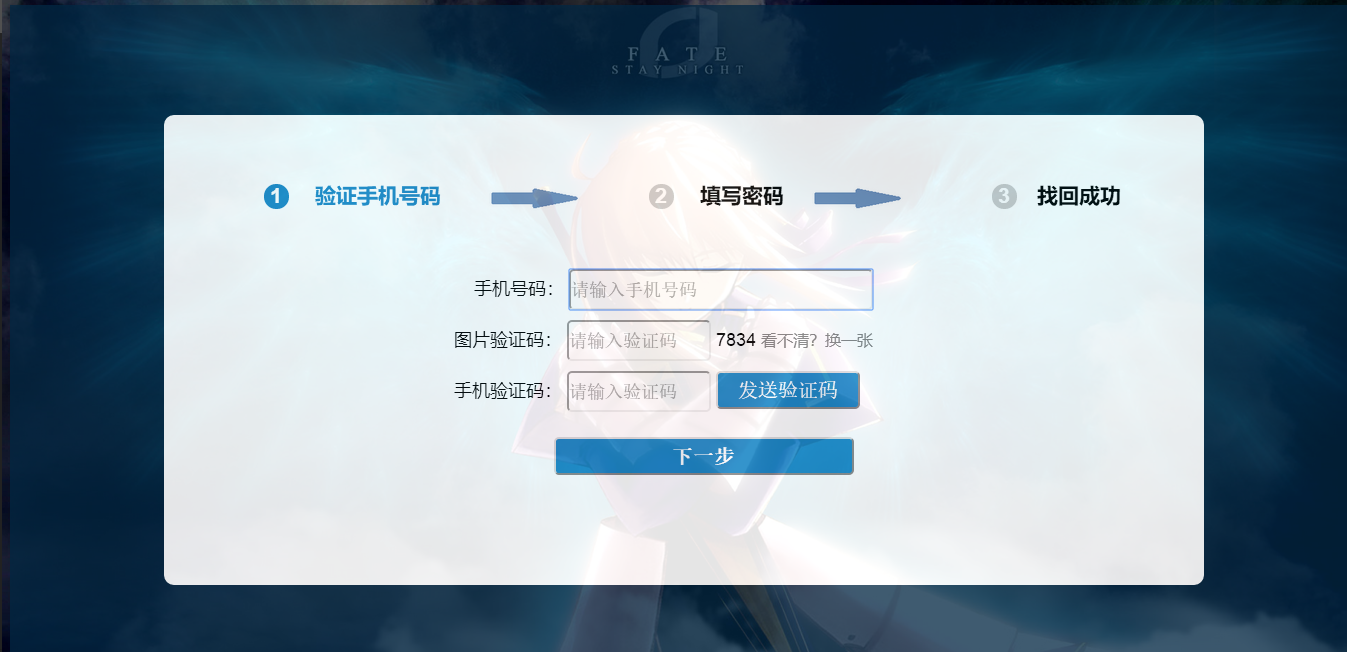 FATE
STAY NIGHT
1 验证手机号码 2 填写密码 3 找回成功
手机号码： 请输入手机号码
图片验证码： 请输入验证码 7834 看不清？换一张
手机验证码： 请输入验证码 发送验证码
下一步